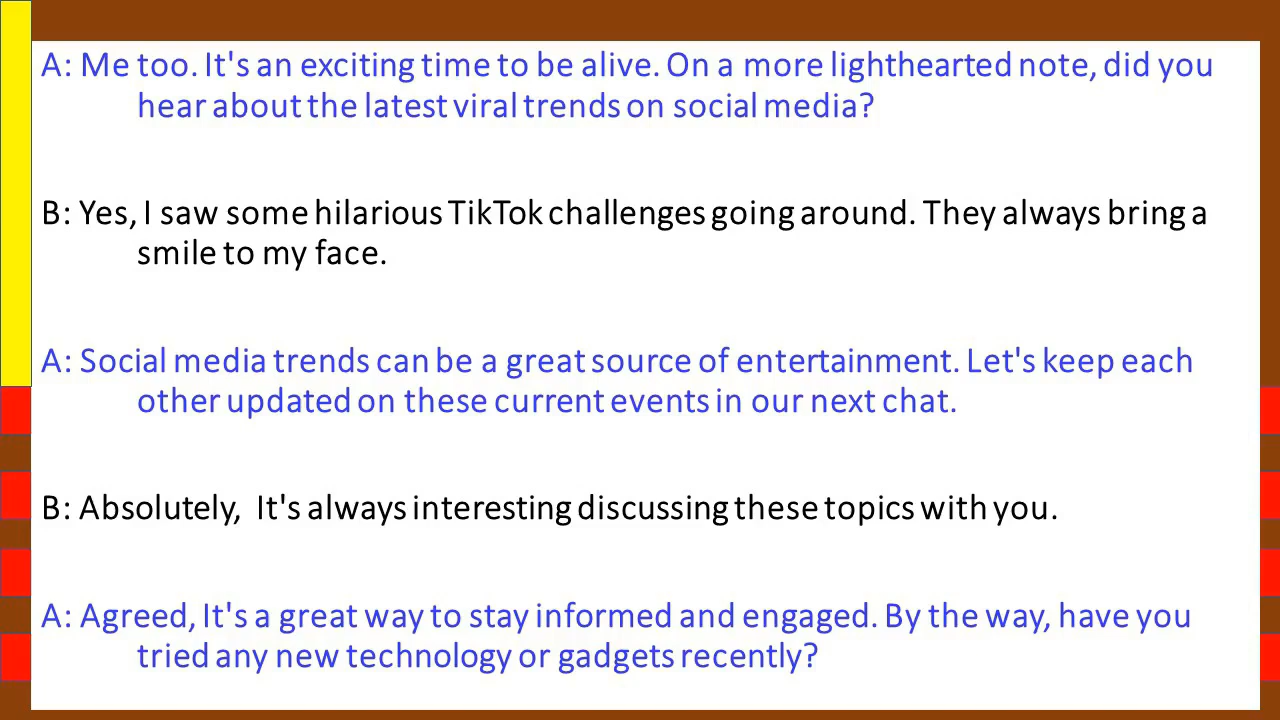 A: Me too. It's an exciting time to be alive. On a more lighthearted note, did you
hear about the latest viral trends on social media?
B: Yes, I saw some hilarious TikTok challenges going around. They always bring a
smile to my face.
A: Social media trends can be a great source of entertainment. Let's keep each
other updated on these current events in our next chat.
B: Absolutely,  It's always interesting discussing these topics with you.
A: Agreed, It's a great way to stay informed and engaged. By the way, have you
tried any new technology or gadgets recently?